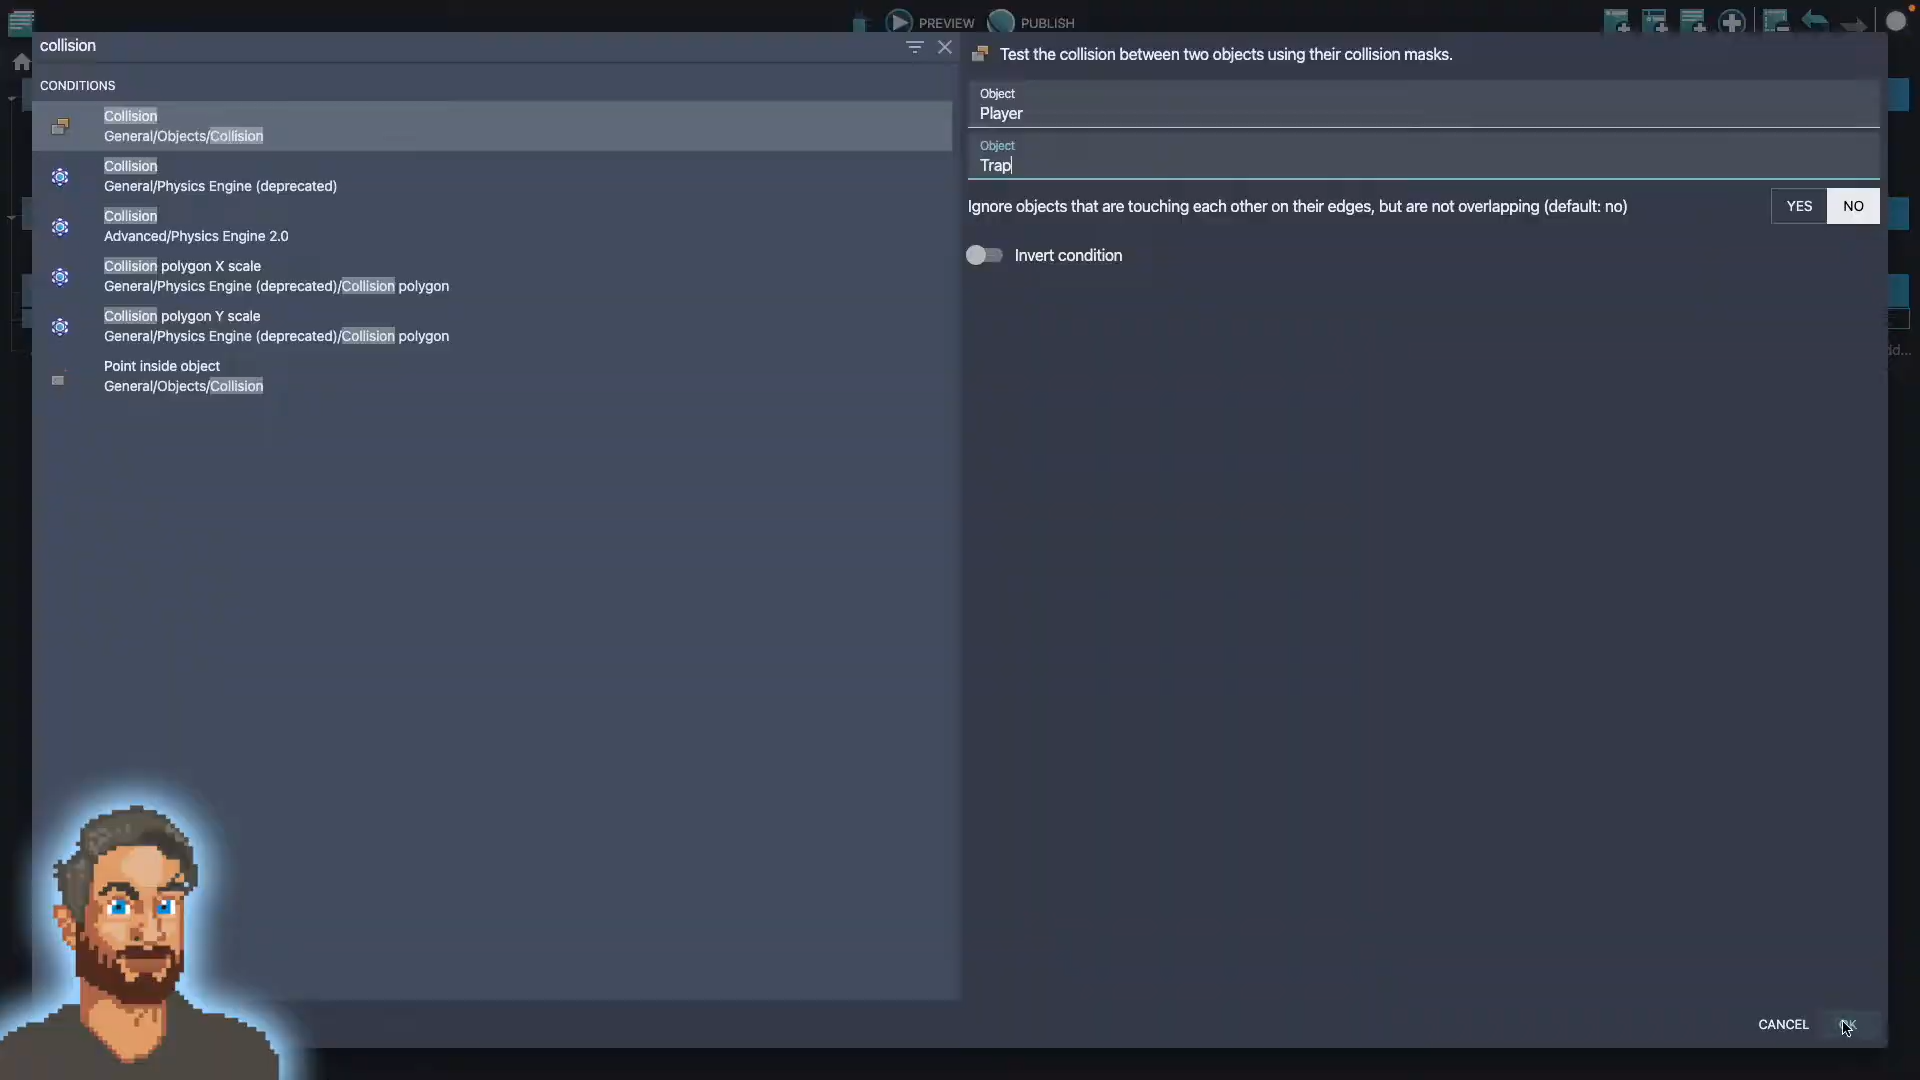 PREVIEW
PUBLISH
collision
CONDITIONS
Collision
General/Objects/Collision
Collision
General/Physics Engine (deprecated)
Collision
Advanced/Physics Engine 2.0
Collision polygon X scale
General/Physics Engine (deprecated)/Collision polygon
Collision polygon Y scale
General/Physics Engine (deprecated)/Collision polygon
Point inside object
General/Objects/Collision
Test the collision between two objects using their collision masks.
Object
Player
Object
Trap
Ignore objects that are touching each other on their edges, but are not overlapping (default: no)
YES
NO
Invert condition
CANCEL
OK